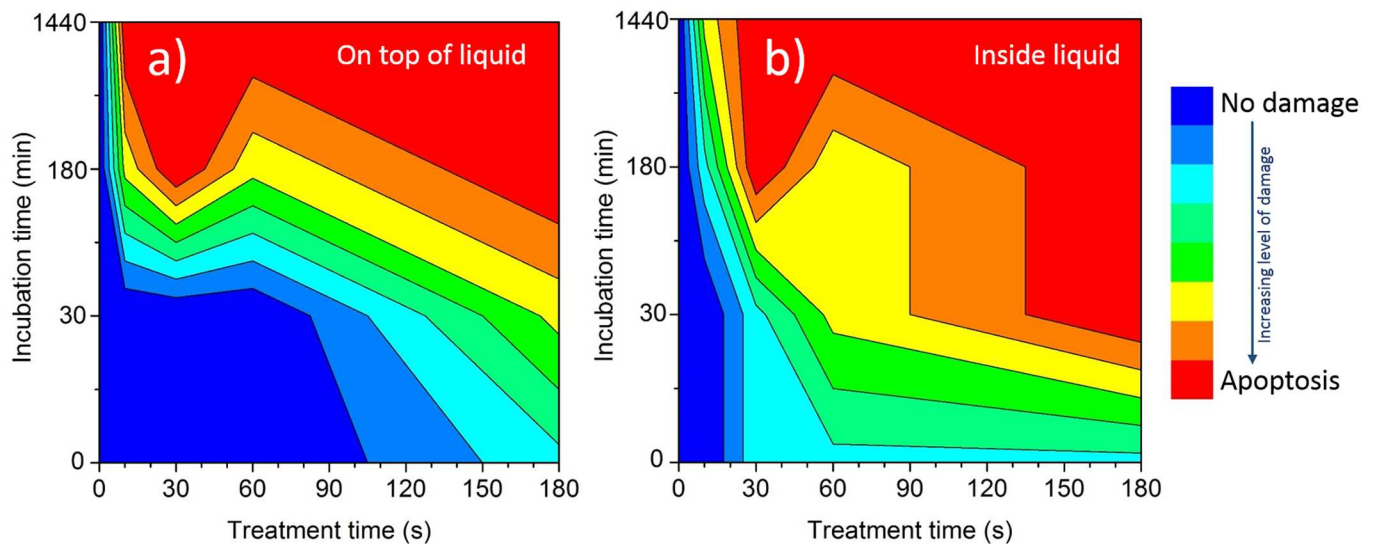 a)
On top of liquid
1440
180
30
0
Incubation time (min)
0 30 60 90 120 150 180
Treatment time (s)
b)
Inside liquid
1440
180
30
0
Incubation time (min)
0 30 60 90 120 150 180
Treatment time (s)
No damage
Increasing level of damage
Apoptosis